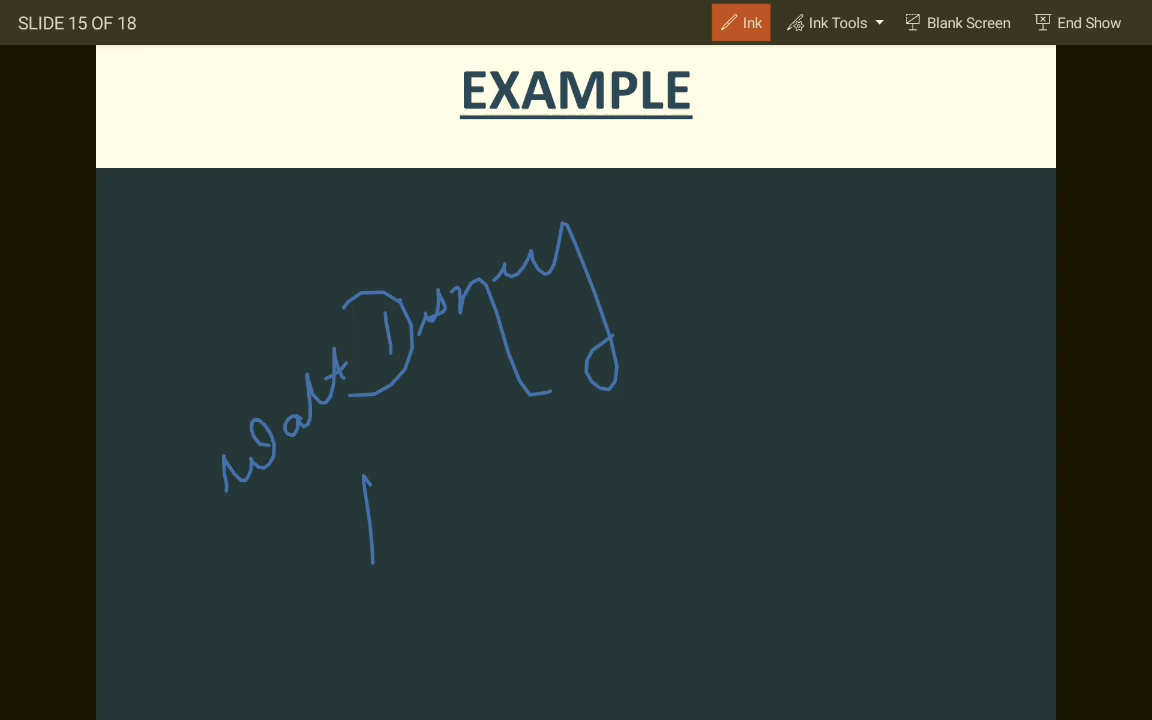 SLIDE 15 OF 18
Ink
Ink Tools
Blank Screen
End Show
EXAMPLE
Walt Disney